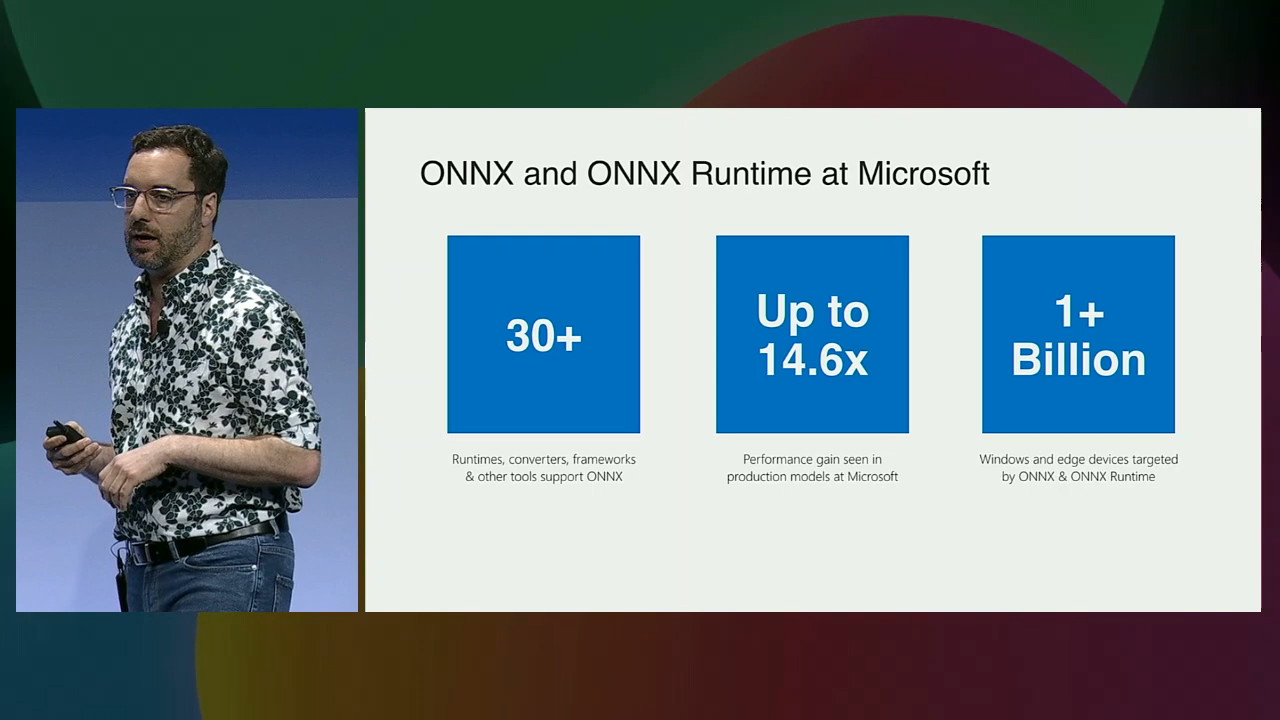 ONNX and ONNX Runtime at Microsoft
30+
Runtimes, converters, frameworks
& other tools support ONNX
Up to
14.6x
Performance gain seen in
production models at Microsoft
1+
Billion
Windows and edge devices targeted
by ONNX & ONNX Runtime